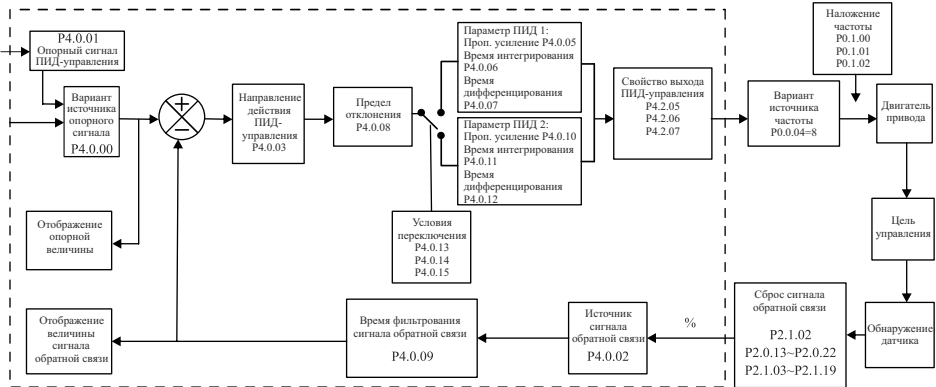 P4.0.01
Опорный сигнал
ПИД-управления
Вариант
источника
опорного
сигнала
P4.0.00
Отображение
опорной
величины
Направление
действия
ПИД-
управления
P4.0.03
Предел
отклонения
P4.0.08
Параметр ПИД 1:
Проп. усиление P4.0.05
Время интегрирования
P4.0.06
Время
дифференцирования
P4.0.07
Параметр ПИД 2:
Проп. усиление P4.0.10
Время интегрирования
P4.0.11
Время
дифференцирования
P4.0.12
Условия
переключения
P4.0.13
P4.0.14
P4.0.15
Свойство выхода
ПИД-управления
P4.2.05
P4.2.06
P4.2.07
Вариант
источника
частоты
P0.0.04=8
Наложение
частоты
P0.1.00
P0.1.01
P0.1.02
Двигатель
привода
Цель
управления
Обнаружение
датчика
Сброс сигнала
обратной связи
P2.1.02
P2.0.13~P2.0.22
P2.1.03~P2.1.19
%
Источник
сигнала
обратной связи
P4.0.02
Время фильтрования
сигнала обратной связи
P4.0.09
Отображение
величины
сигнала
обратной связи